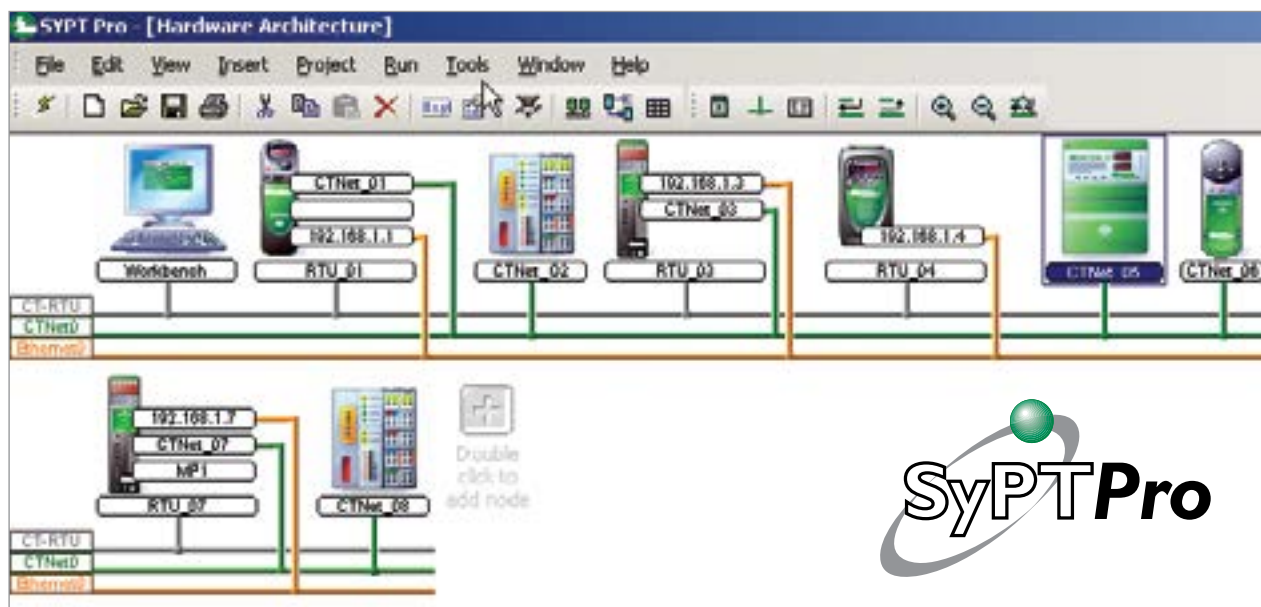 SYPT Pro - [Hardware Architecture]
File Edit View Insert Project Run Tools Window Help
CTNet_01
192.168.1.1
192.168.1.3
CTNet_03
192.168.1.4
Workbench
RTU_01
CTNet_02
RTU_03
RTU_04
CTNet_05
CTNet_06
CT-RTU
CTNet0
Ethernet0
192.168.1.7
CTNet_07
MP1
RTU_07
CTNet_08
Double
click to
add node
SyPTPro
CT-RTU
CTNet0
Ethernet0